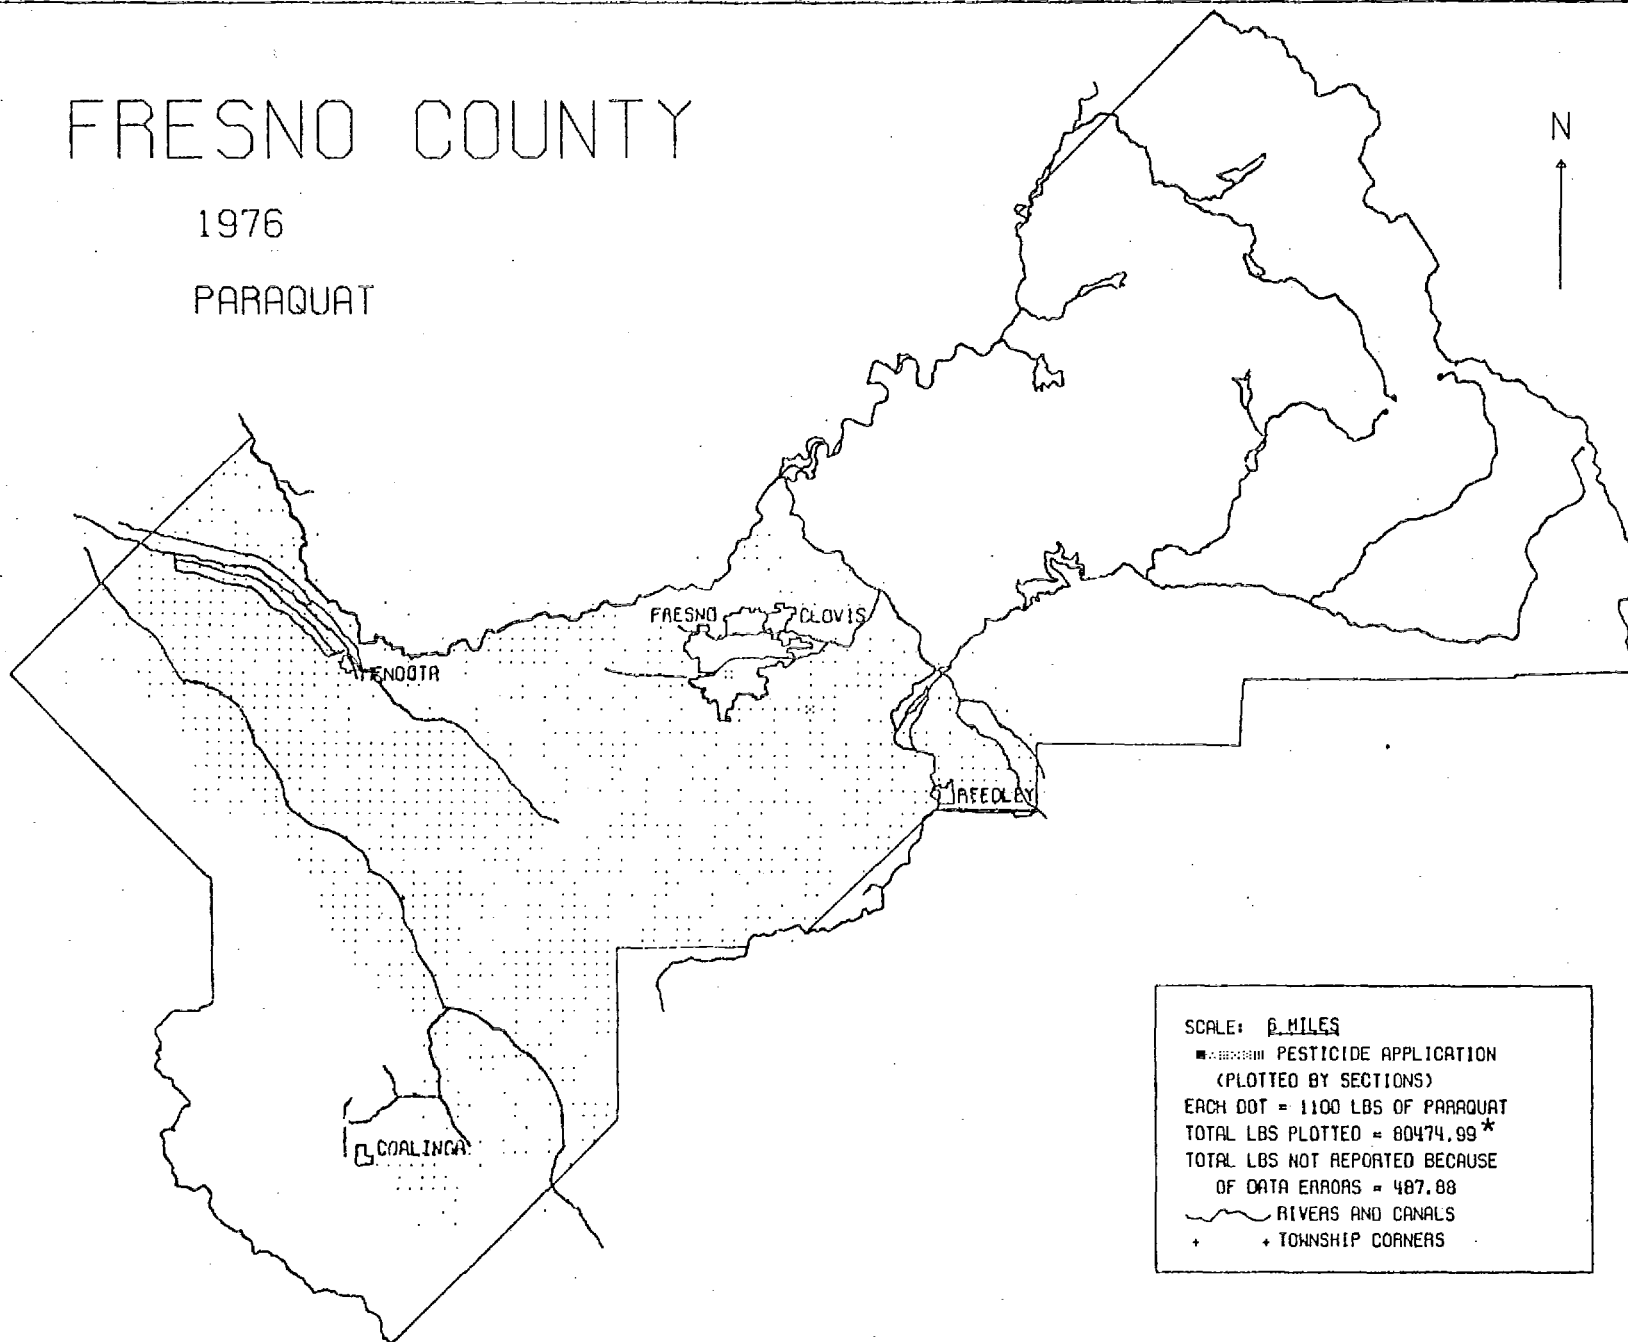 FRESNO COUNTY
1976
PARAQUAT
N
FRESNO
CLOVIS
MENDOTA
REEDLEY
COALINGA
SCALE: 6 MILES
PESTICIDE APPLICATION
(PLOTTED BY SECTIONS)
EACH DOT = 1100 LBS OF PARAQUAT
TOTAL LBS PLOTTED = 80474.99*
TOTAL LBS NOT REPORTED BECAUSE
OF DATA ERRORS = 487.88
RIVERS AND CANALS
+ + TOWNSHIP CORNERS